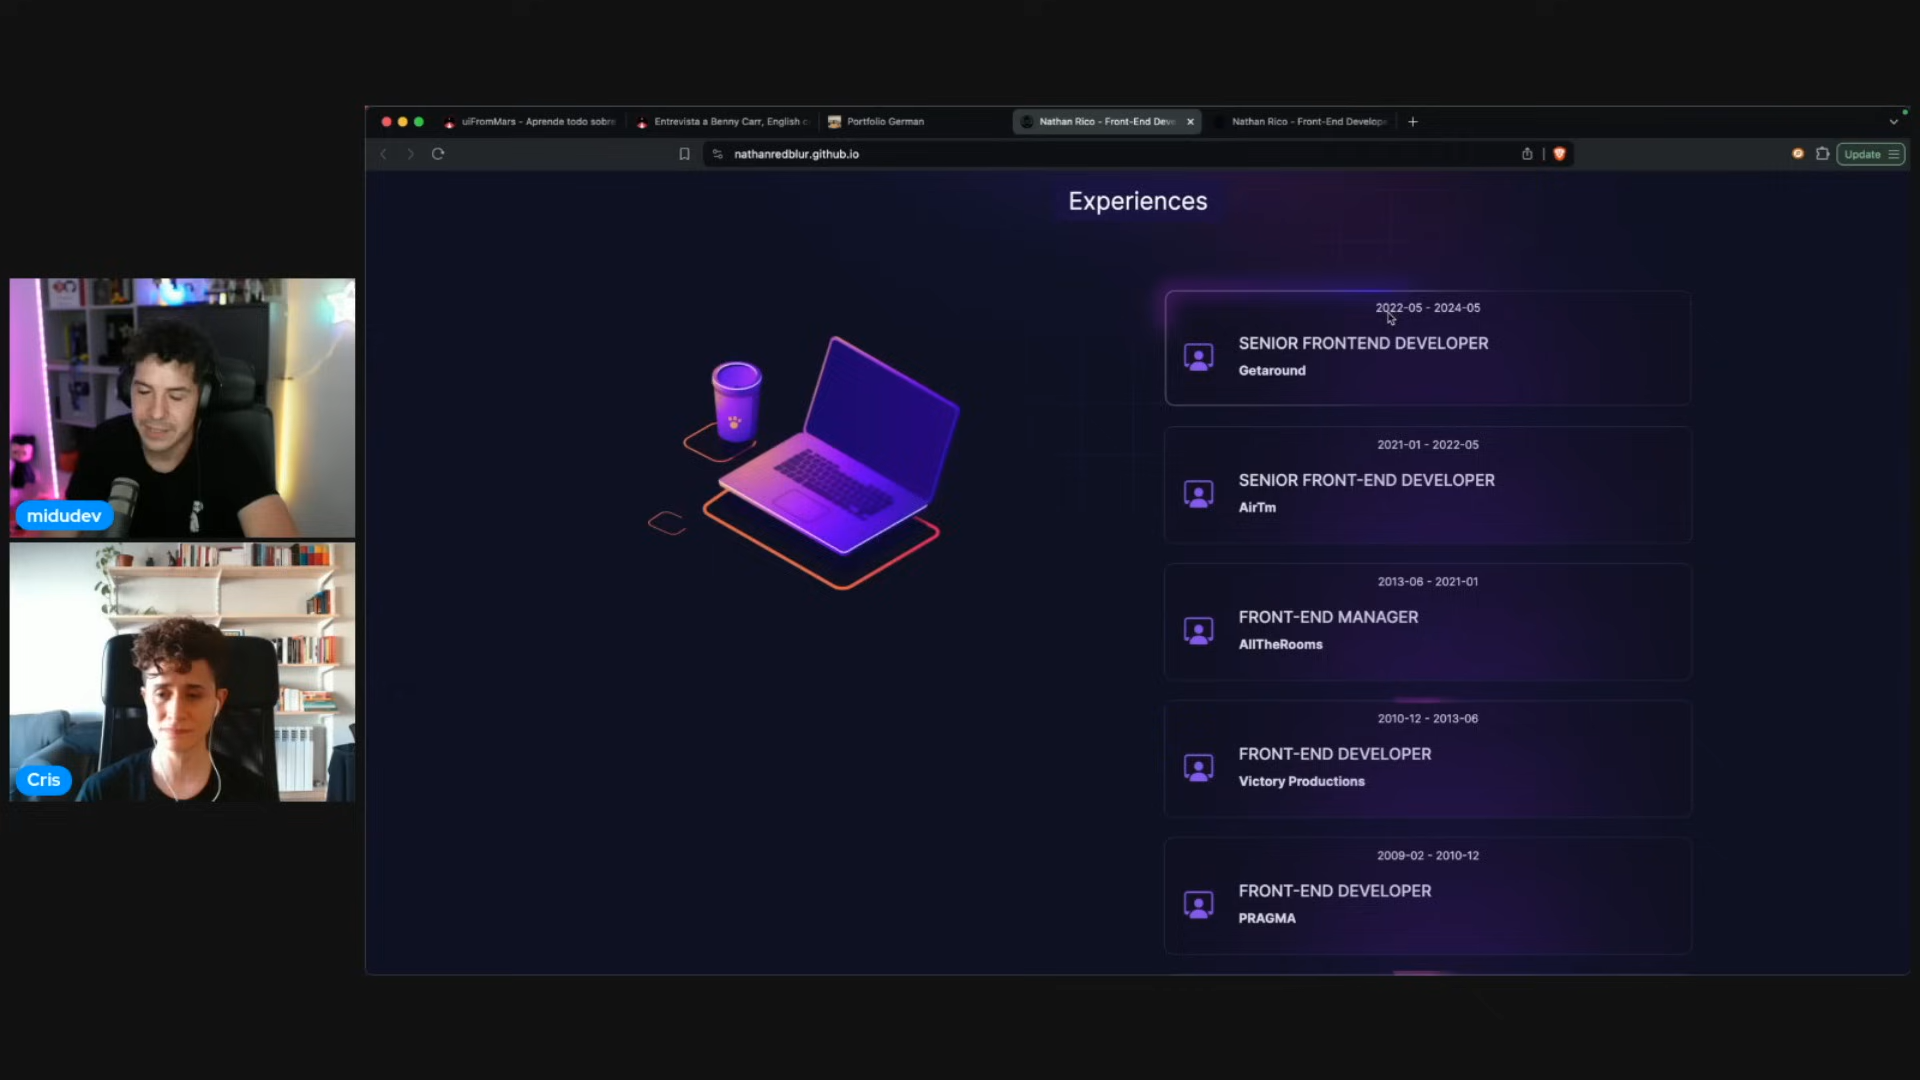 uiFromMars - Aprende todo sobre
Entrevista a Benny Carr, English c
Portfolio German
Nathan Rico - Front-End Deve
Nathan Rico - Front-End Develope
nathanredblur.github.io
Update
Experiences
2022-05 - 2024-05
SENIOR FRONTEND DEVELOPER
Getaround
2021-01 - 2022-05
SENIOR FRONT-END DEVELOPER
AirTm
2013-06 - 2021-01
FRONT-END MANAGER
AllTheRooms
2010-12 - 2013-06
FRONT-END DEVELOPER
Victory Productions
2009-02 - 2010-12
FRONT-END DEVELOPER
PRAGMA
midudev
Cris